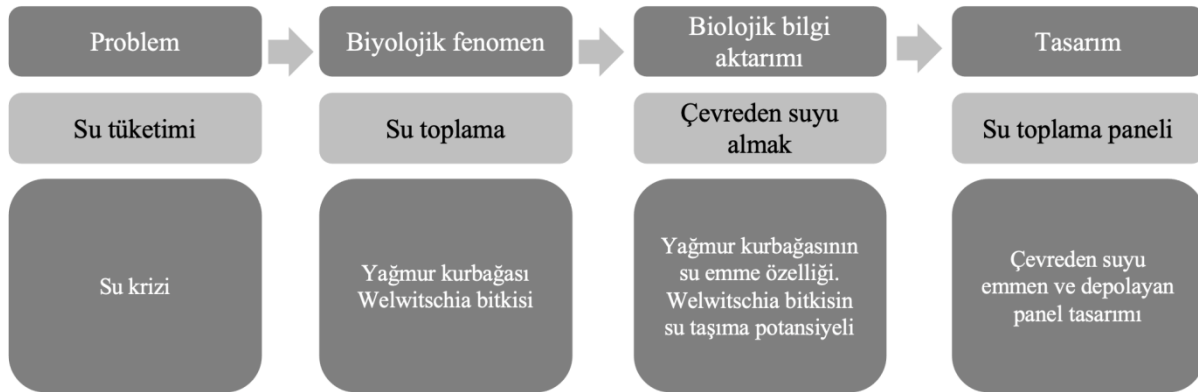 Problem
Biyolojik fenomen
Biolojik bilgi
aktarımı
Tasarım
Su tüketimi
Su toplama
Çevreden suyu
almak
Su toplama paneli
Su krizi
Yağmur kurbağası
Welwitschia bitkisi
Yağmur kurbağasının
su emme özelliği.
Welwitschia bitkisin
su taşıma potansiyeli
Çevreden suyu
emmen ve depolayan
panel tasarımı